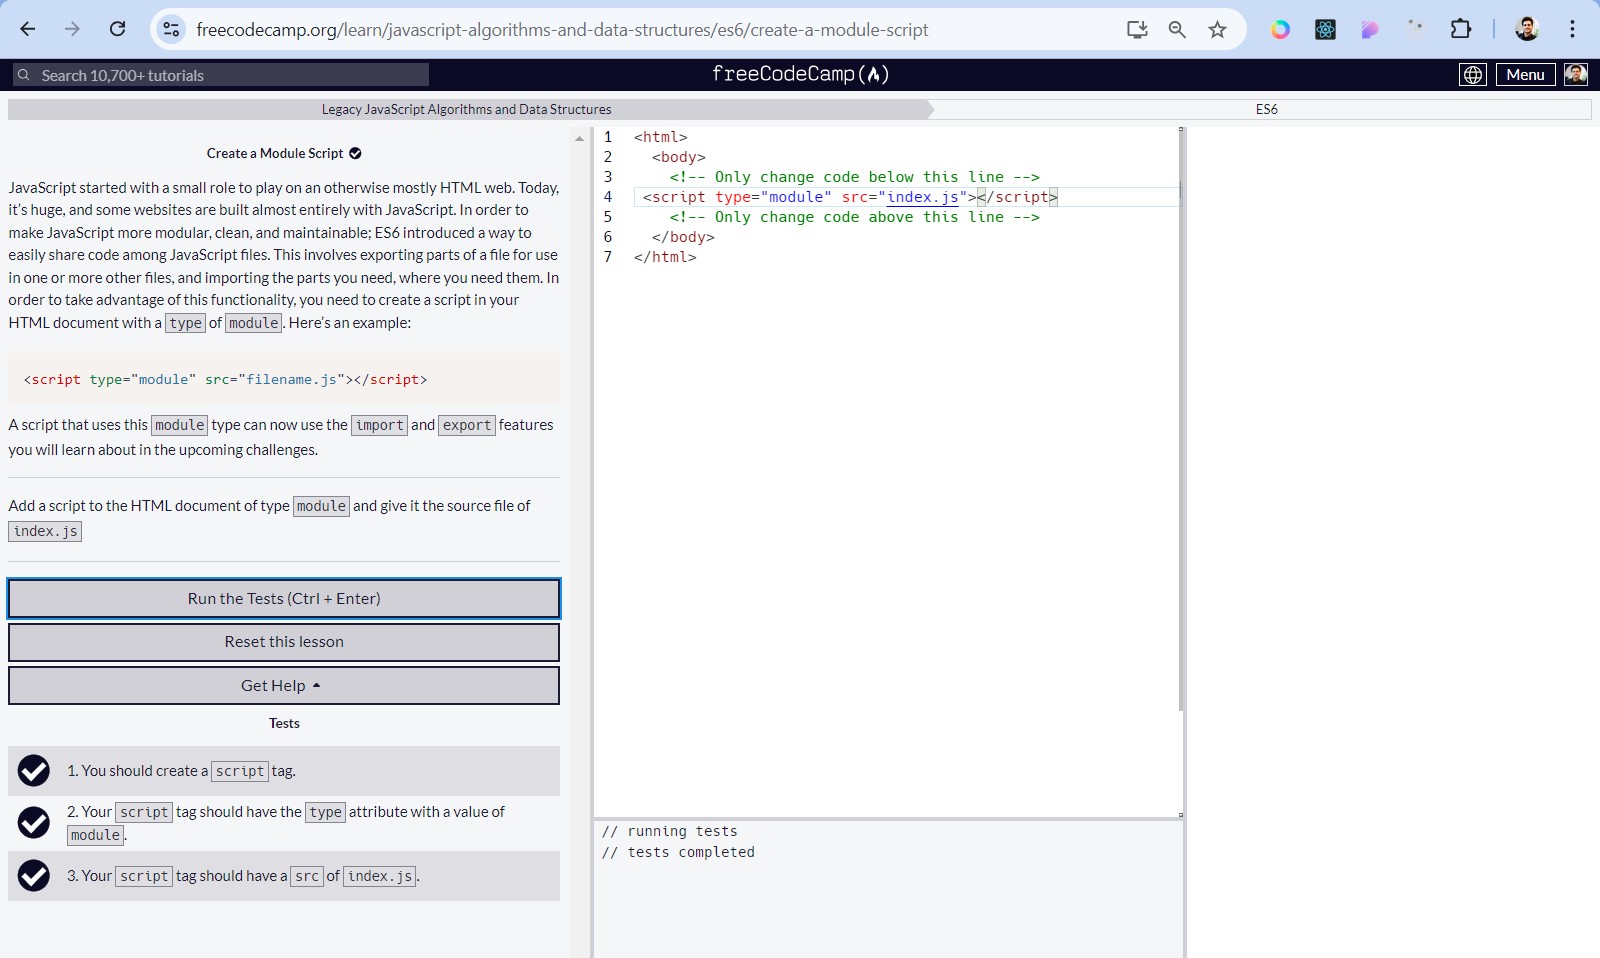 freecodecamp.org/learn/javascript-algorithms-and-data-structures/es6/create-a-module-script
Search 10,700+ tutorials
freeCodeCamp(🔥)
Menu
Legacy JavaScript Algorithms and Data Structures
ES6
Create a Module Script
JavaScript started with a small role to play on an otherwise mostly HTML web. Today,
it's huge, and some websites are built almost entirely with JavaScript. In order to
make JavaScript more modular, clean, and maintainable; ES6 introduced a way to
easily share code among JavaScript files. This involves exporting parts of a file for use
in one or more other files, and importing the parts you need, where you need them. In
order to take advantage of this functionality, you need to create a script in your
HTML document with a type of module. Here's an example:
<script type="module" src="filename.js"></script>
A script that uses this module type can now use the import and export features
you will learn about in the upcoming challenges.
Add a script to the HTML document of type module and give it the source file of
index.js
Run the Tests (Ctrl + Enter)
Reset this lesson
Get Help
Tests
1. You should create a script tag.
2. Your script tag should have the type attribute with a value of
module.
3. Your script tag should have a src of index.js.
1 <html>
2 <body>
3 <!-- Only change code below this line -->
4 <script type="module" src="index.js"></script>
5 <!-- Only change code above this line -->
6 </body>
7 </html>
// running tests
// tests completed